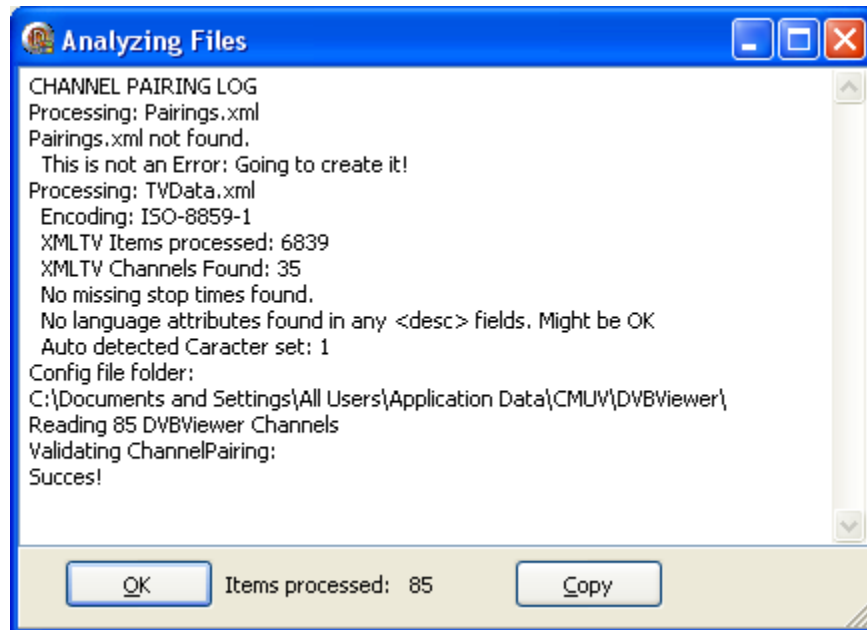 Analyzing Files
CHANNEL PAIRING LOG
Processing: Pairings.xml
Pairings.xml not found.
This is not an Error: Going to create it!
Processing: TVData.xml
Encoding: ISO-8859-1
XMLTV Items processed: 6839
XMLTV Channels Found: 35
No missing stop times found.
No language attributes found in any <desc> fields. Might be OK
Auto detected Caracter set: 1
Config file folder:
C:\Documents and Settings\All Users\Application Data\CMUV\DVBViewer\
Reading 85 DVBViewer Channels
Validating ChannelPairing:
Succes!
OK Items processed: 85 Copy